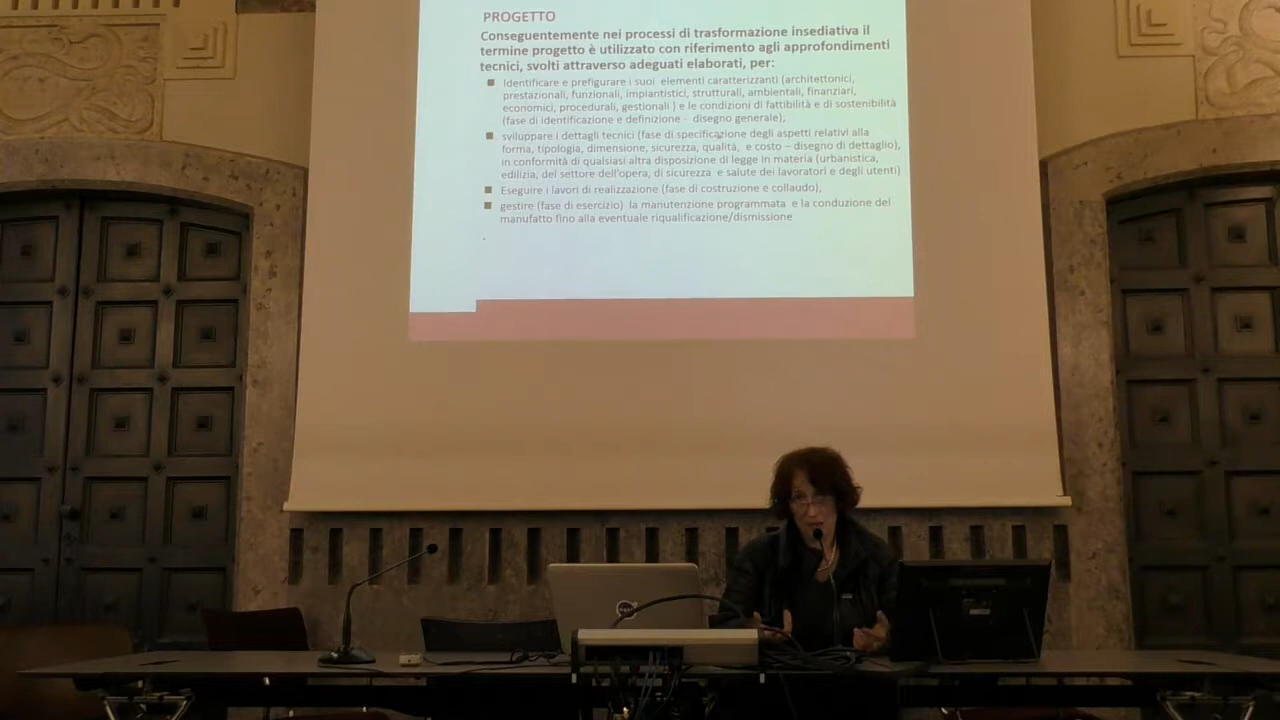 PROGETTO
Conseguentemente nei processi di trasformazione insediativa il
termine progetto è utilizzato con riferimento agli approfondimenti
tecnici, svolti attraverso adeguati elaborati, per:
Identificare e prefigurare i suoi elementi caratterizzanti (architettonici,
prestazionali, funzionali, impiantistici, strutturali, ambientali, finanziari,
economici, procedurali, gestionali ) e le condizioni di fattibilità e di sostenibilità
(fase di identificazione e definizione - disegno generale),
sviluppare i dettagli tecnici (fase di specificazione degli aspetti relativi alla
forma, tipologia, dimensione, sicurezza, qualità, e costo – disegno di dettaglio),
in conformità di qualsiasi altra disposizione di legge in materia (urbanistica,
edilizia, del settore dell'opera, di sicurezza e salute dei lavoratori e degli utenti)
Eseguire i lavori di realizzazione (fase di costruzione e collaudo),
gestire (fase di esercizio) la manutenzione programmata e la conduzione del
manufatto fino alla eventuale riqualificazione/dismissione